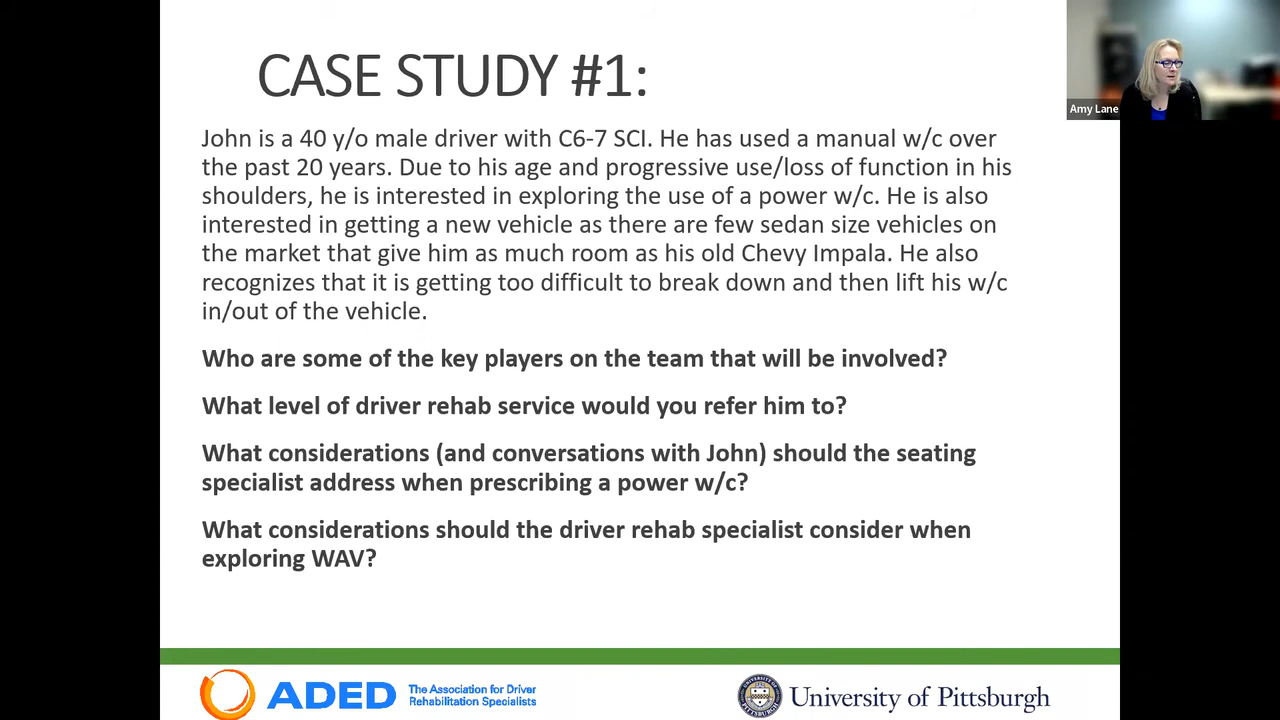 CASE STUDY #1:
Amy Lane
John is a 40 y/o male driver with C6-7 SCI. He has used a manual w/c over
the past 20 years. Due to his age and progressive use/loss of function in his
shoulders, he is interested in exploring the use of a power w/c. He is also
interested in getting a new vehicle as there are few sedan size vehicles on
the market that give him as much room as his old Chevy Impala. He also
recognizes that it is getting too difficult to break down and then lift his w/c
in/out of the vehicle.
Who are some of the key players on the team that will be involved?
What level of driver rehab service would you refer him to?
What considerations (and conversations with John) should the seating
specialist address when prescribing a power w/c?
What considerations should the driver rehab specialist consider when
exploring WAV?
ADED
The Association for Driver
Rehabilitation Specialists
University of Pittsburgh